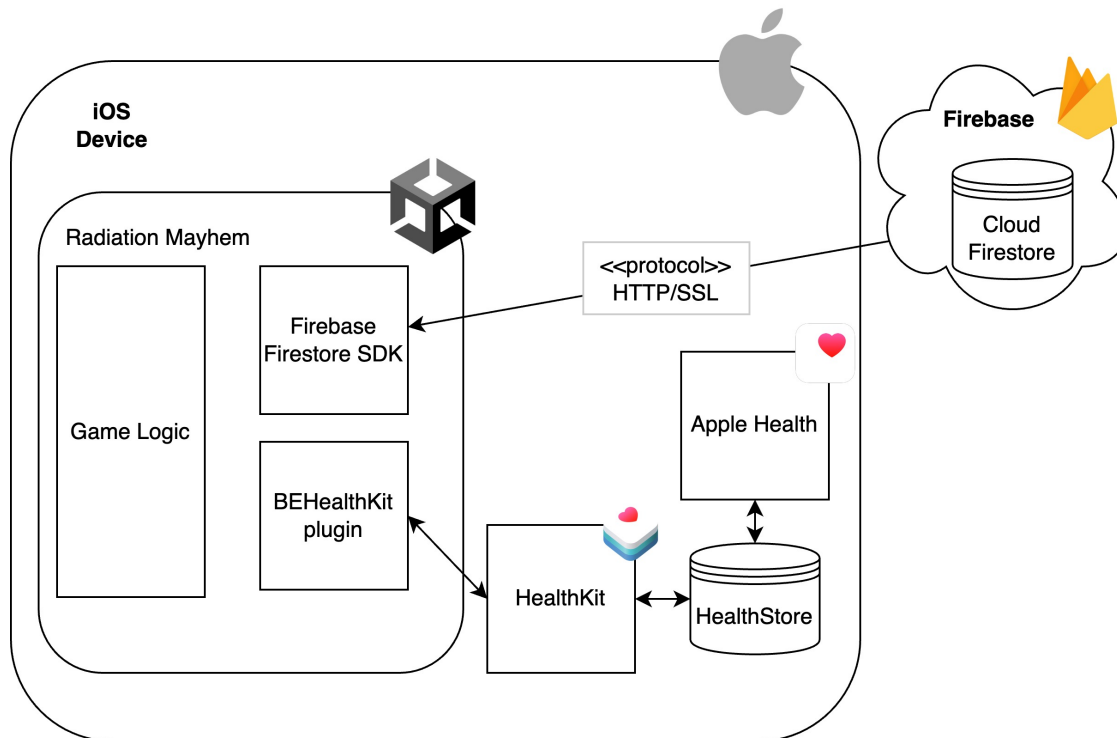 iOS
Device
Firebase
Cloud
Firestore
Radiation Mayhem
<<protocol>>
HTTP/SSL
Firebase
Firestore SDK
Game Logic
Apple Health
BEHealthKit
plugin
HealthKit
HealthStore